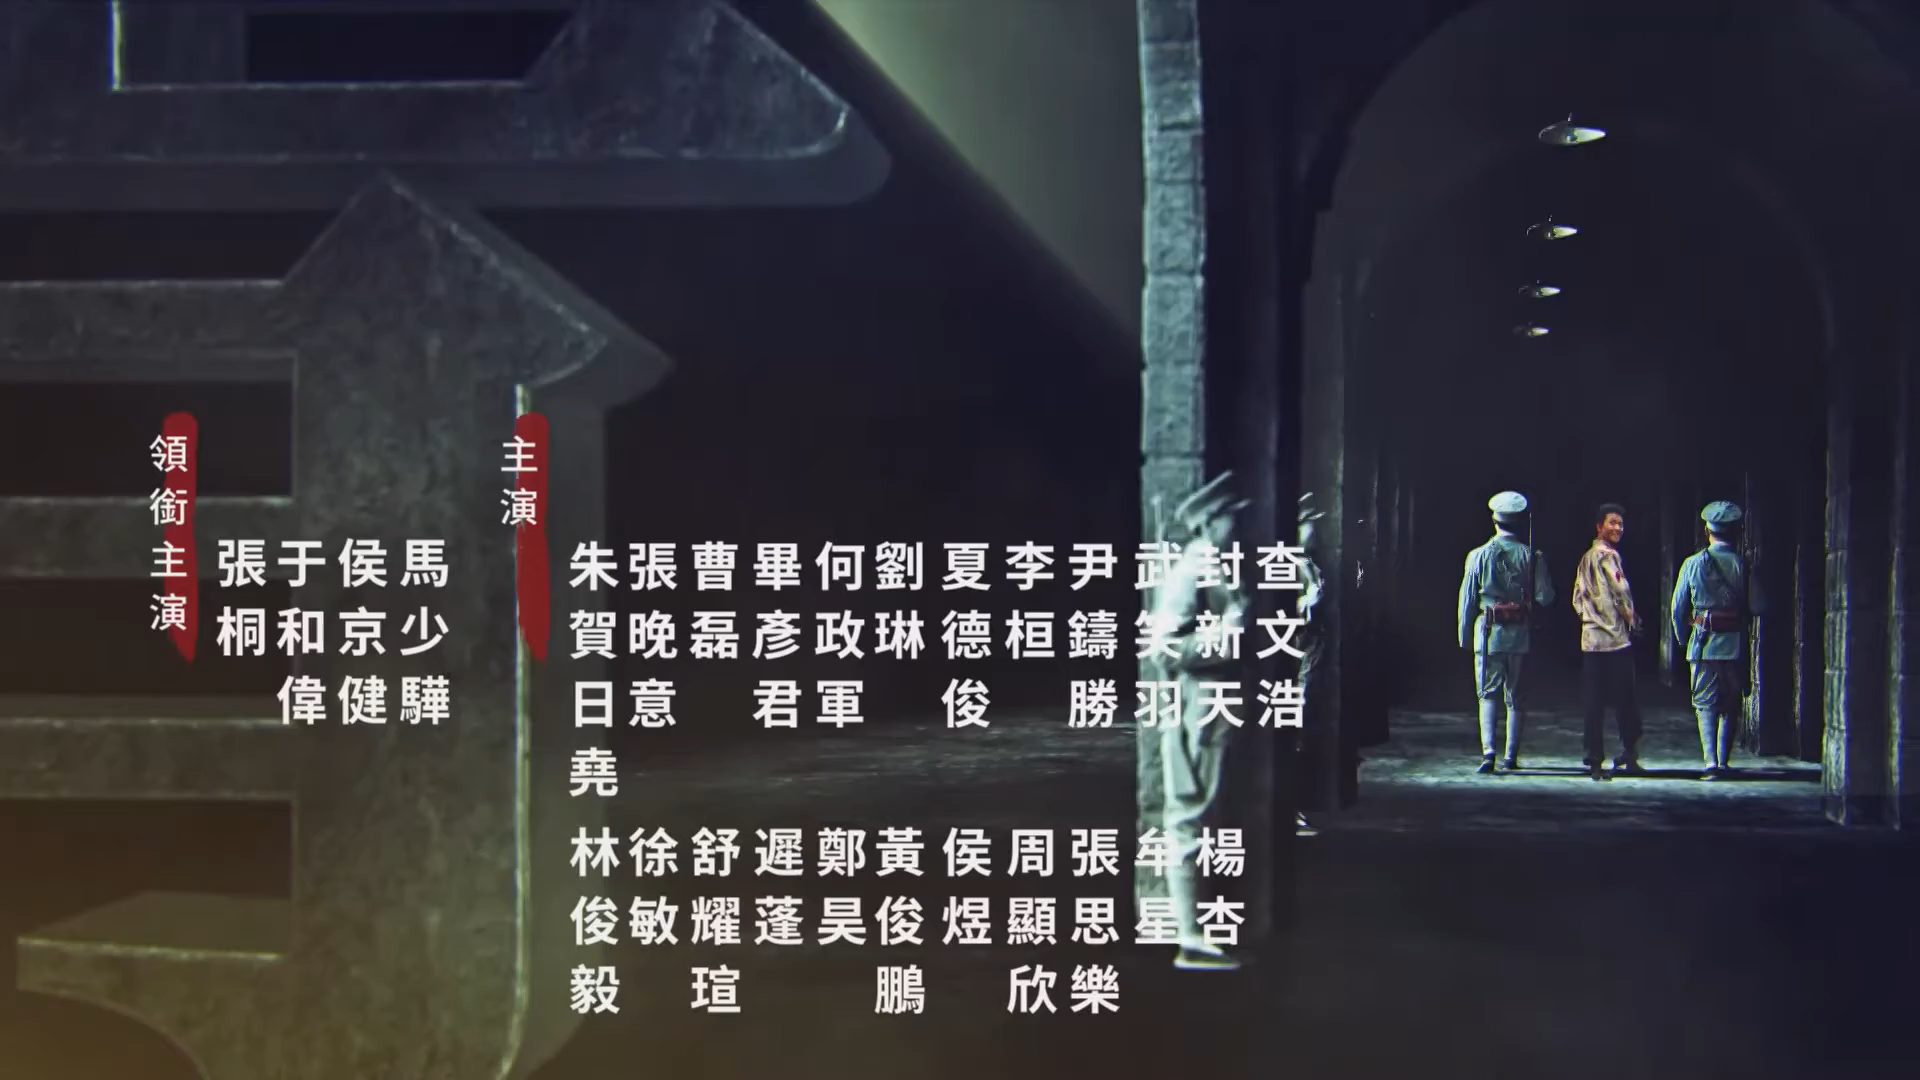 領銜主演
張桐
于和偉
侯京健
馬少驊
主演
朱賀日堯
張晚意
曹磊
畢彥君
何政軍
劉琳
夏德俊
李桓
尹鑄勝
武笑羽
封新天
查文浩
林俊毅
徐敏
舒耀瑄
遲蓬
鄭昊
黃俊鵬
侯煜
周顯欣
張思樂
牟星
楊杏